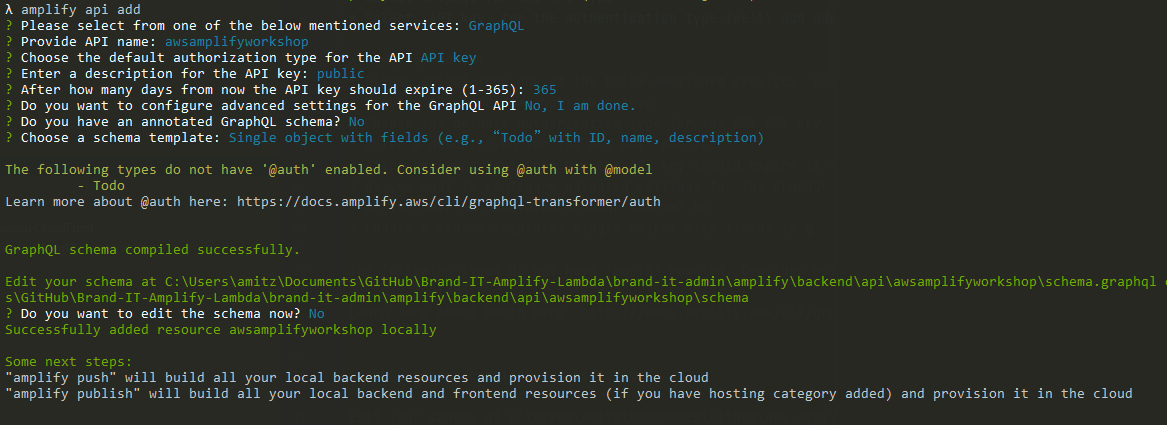 λ amplify api add
? Please select from one of the below mentioned services: GraphQL
? Provide API name: awsamplifyworkshop
? Choose the default authorization type for the API API key
? Enter a description for the API key: public
? After how many days from now the API key should expire (1-365): 365
? Do you want to configure advanced settings for the GraphQL API No, I am done.
? Do you have an annotated GraphQL schema? No
? Choose a schema template: Single object with fields (e.g., “Todo” with ID, name, description)
The following types do not have '@auth' enabled. Consider using @auth with @model
- Todo
Learn more about @auth here: https://docs.amplify.aws/cli/graphql-transformer/auth
GraphQL schema compiled successfully.
Edit your schema at C:\Users\amitz\Documents\GitHub\Brand-IT-Amplify-Lambda\brand-it-admin\amplify\backend\api\awsamplifyworkshop\schema.graphql
s\GitHub\Brand-IT-Amplify-Lambda\brand-it-admin\amplify\backend\api\awsamplifyworkshop\schema
? Do you want to edit the schema now? No
Successfully added resource awsamplifyworkshop locally
Some next steps:
"amplify push" will build all your local backend resources and provision it in the cloud
"amplify publish" will build all your local backend and frontend resources (if you have hosting category added) and provision it in the cloud